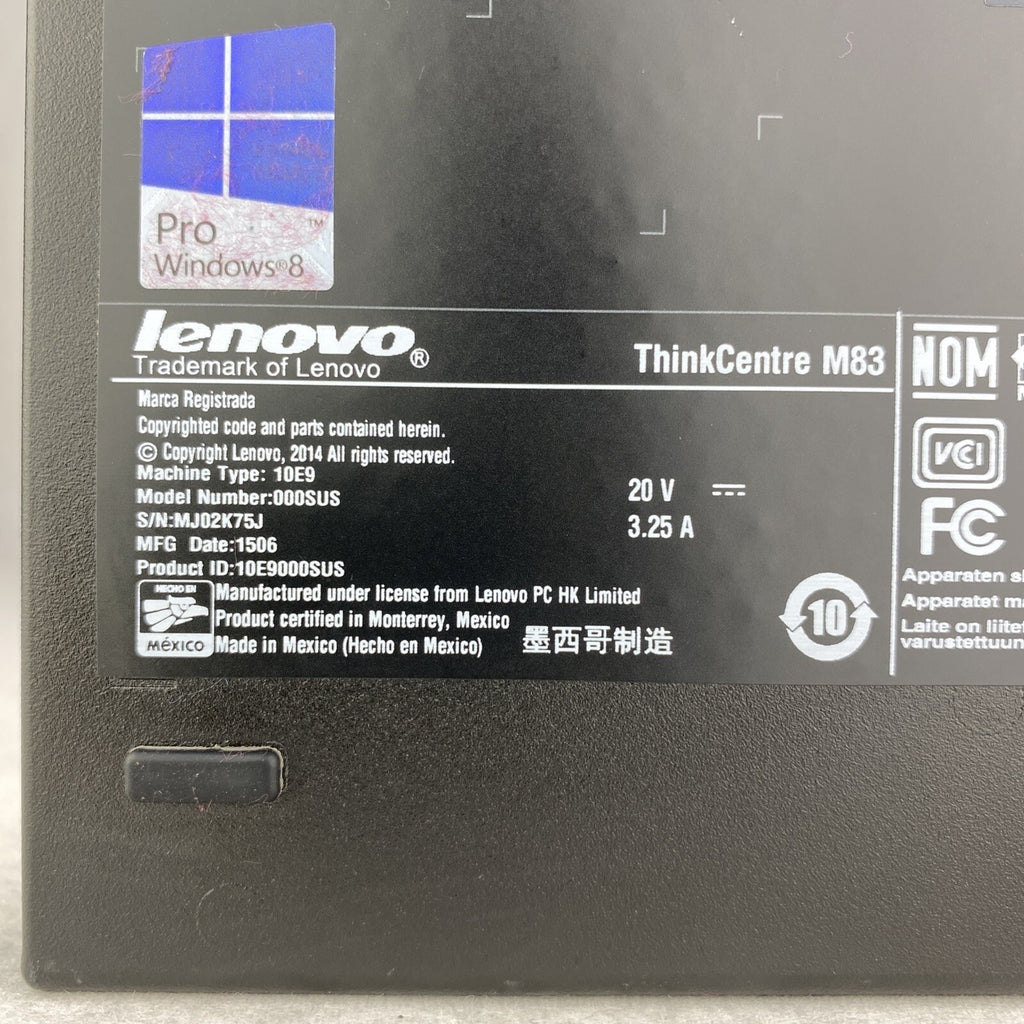 Pro ™
Windows®8
lenovo®
Trademark of Lenovo
ThinkCentre M83
Marca Registrada
Copyrighted code and parts contained herein.
© Copyright Lenovo, 2014 All rights reserved.
Machine Type: 10E9
Model Number:000SUS
S/N:MJ02K75J
MFG Date:1506
Product ID:10E9000SUS
20 V
3.25 A
HECHO EN
MéXICO
Manufactured under license from Lenovo PC HK Limited
Product certified in Monterrey, Mexico
Made in Mexico (Hecho en Mexico) 墨西哥制造
10
NOM
VCI
FC
Apparaten
Apparatet
Laite on
varustettuun